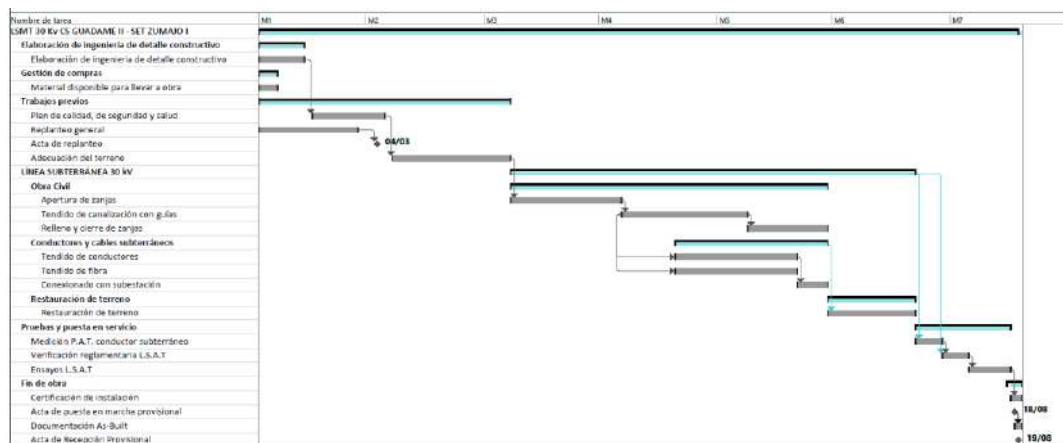 Nombre de tarea M1 M2 M3 M4 M5 M6 M7
LSMT 30 Kv CS GUADAME II - SET ZUMAJO I
Elaboración de ingeniería de detalle constructivo
Elaboración de ingeniería de detalle constructivo
Gestión de compras
Material disponible para llevar a obra
Trabajos previos
Plan de calidad, de seguridad y salud
Replanteo general
Acta de replanteo 04/03
Adecuación del terreno
LÍNEA SUBTERRÁNEA 30 kV
Obra Civil
Apertura de zanjas
Tendido de canalización con guías
Relleno y cierre de zanjas
Conductores y cables subterráneos
Tendido de conductores
Tendido de fibra
Conexionado con subestación
Restauración de terreno
Restauración de terreno
Pruebas y puesta en servicio
Medición P.A.T. conductor subterráneo
Verificación reglamentaria L.S.A.T
Ensayos L.S.A.T
Fin de obra
Certificación de instalación
Acta de puesta en marcha provisional 18/08
Documentación As-Built
Acta de Recepción Provisional 19/08